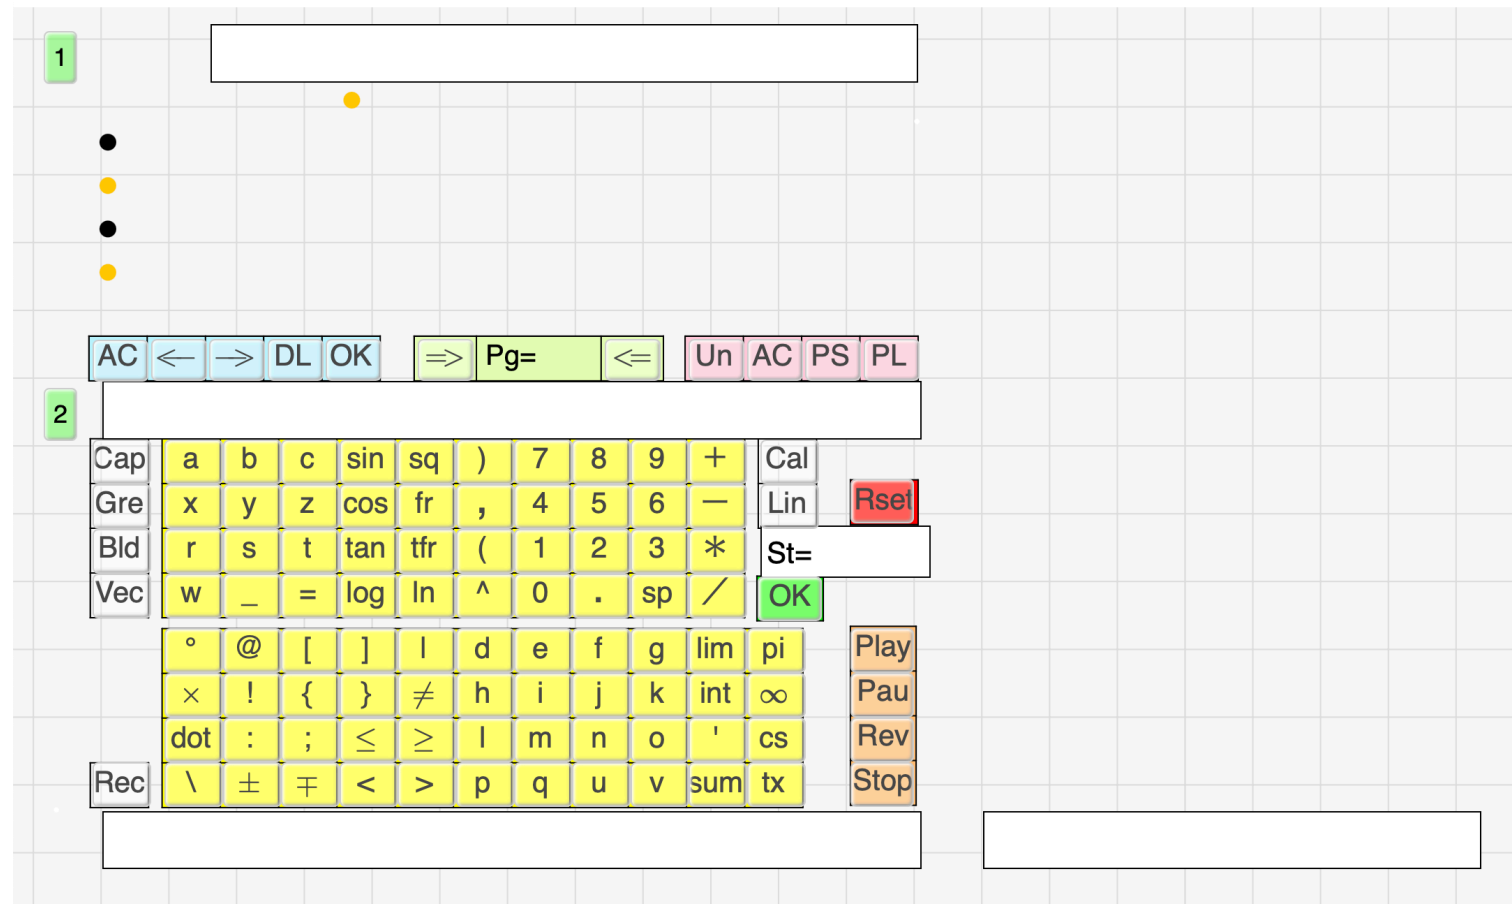 1
AC ← → DL OK => Pg= <= Un AC PS PL
2
Cap a b c sin sq ) 7 8 9 + Cal
Gre x y z cos fr , 4 5 6 − Lin Rset
Bld r s t tan tfr ( 1 2 3 * St=
Vec w _ = log ln ^ 0 . sp / OK
° @ [ ] | d e f g lim pi Play
× ! { } ≠ h i j k int ∞ Pau
dot : ; ≤ ≥ l m n o ' cs Rev
Rec \ ± ∓ < > p q u v sum tx Stop